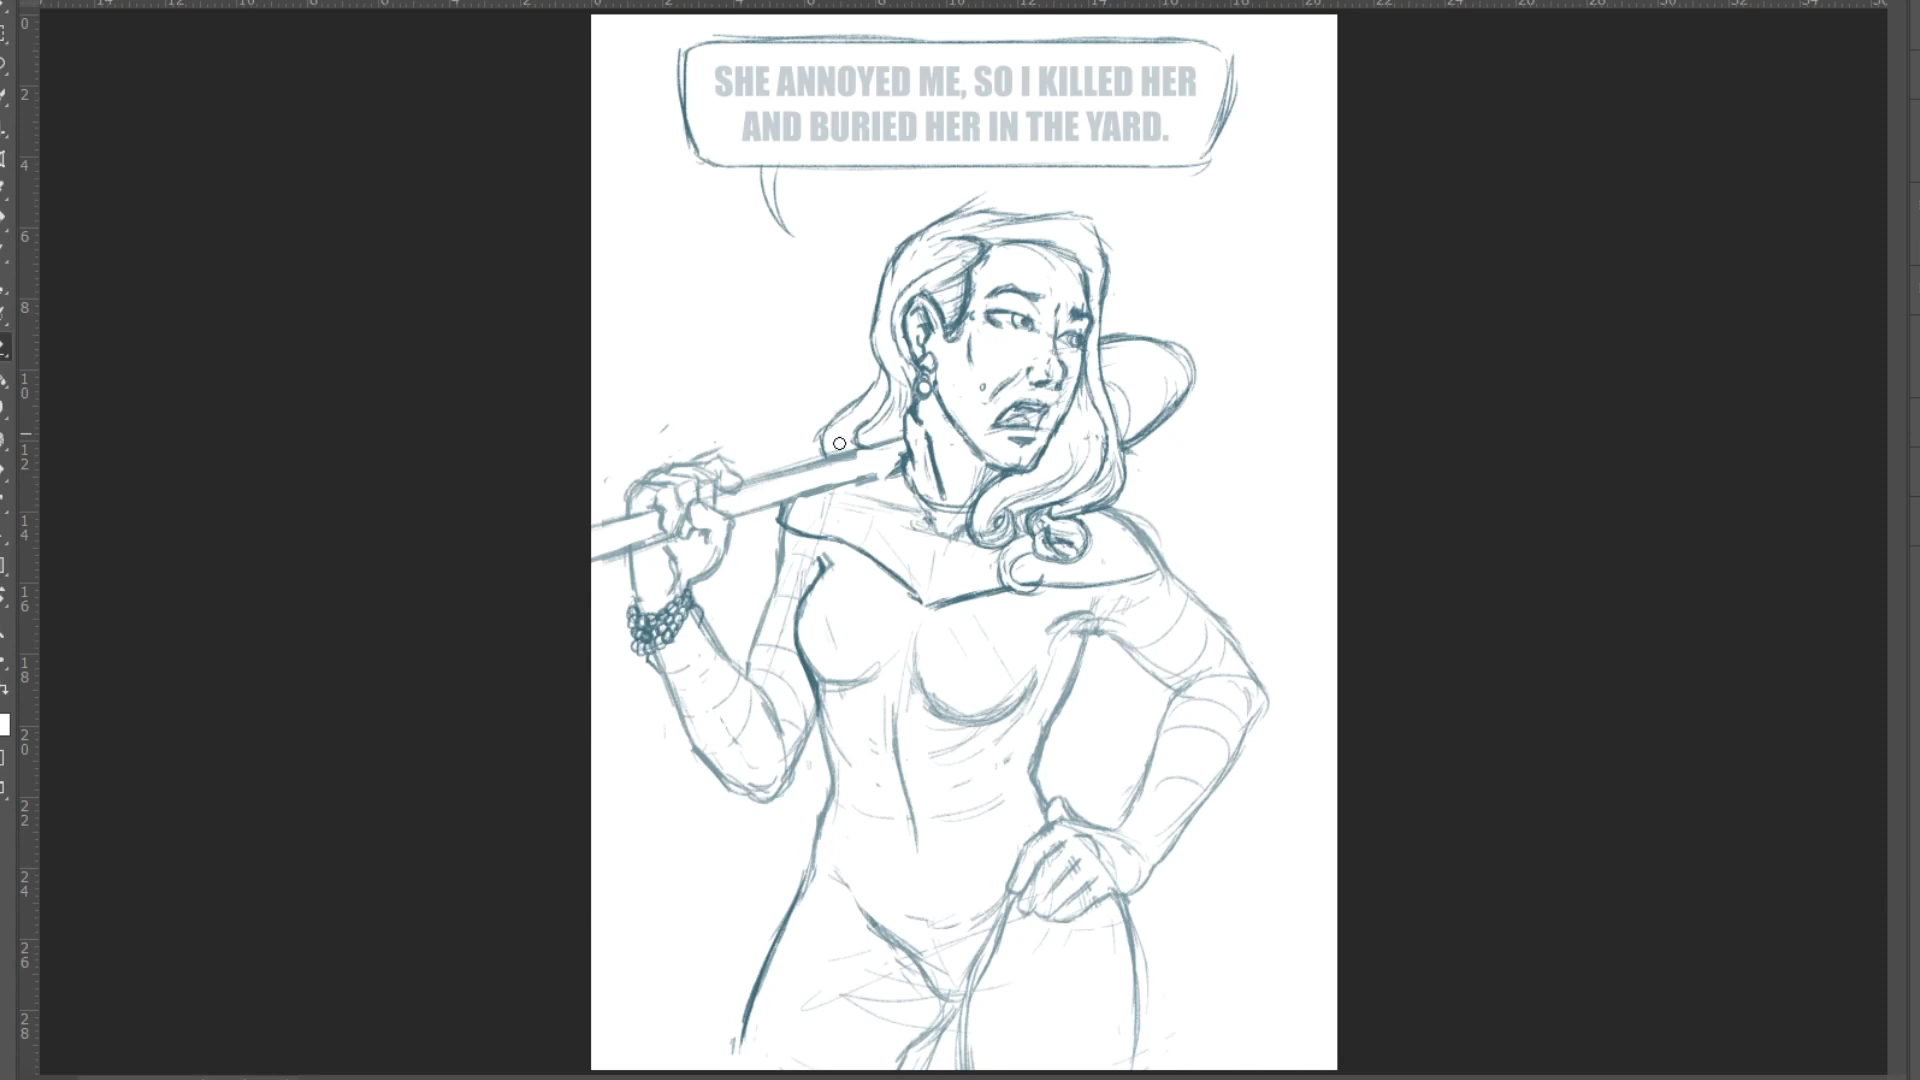 SHE ANNOYED ME, SO I KILLED HER
AND BURIED HER IN THE YARD.